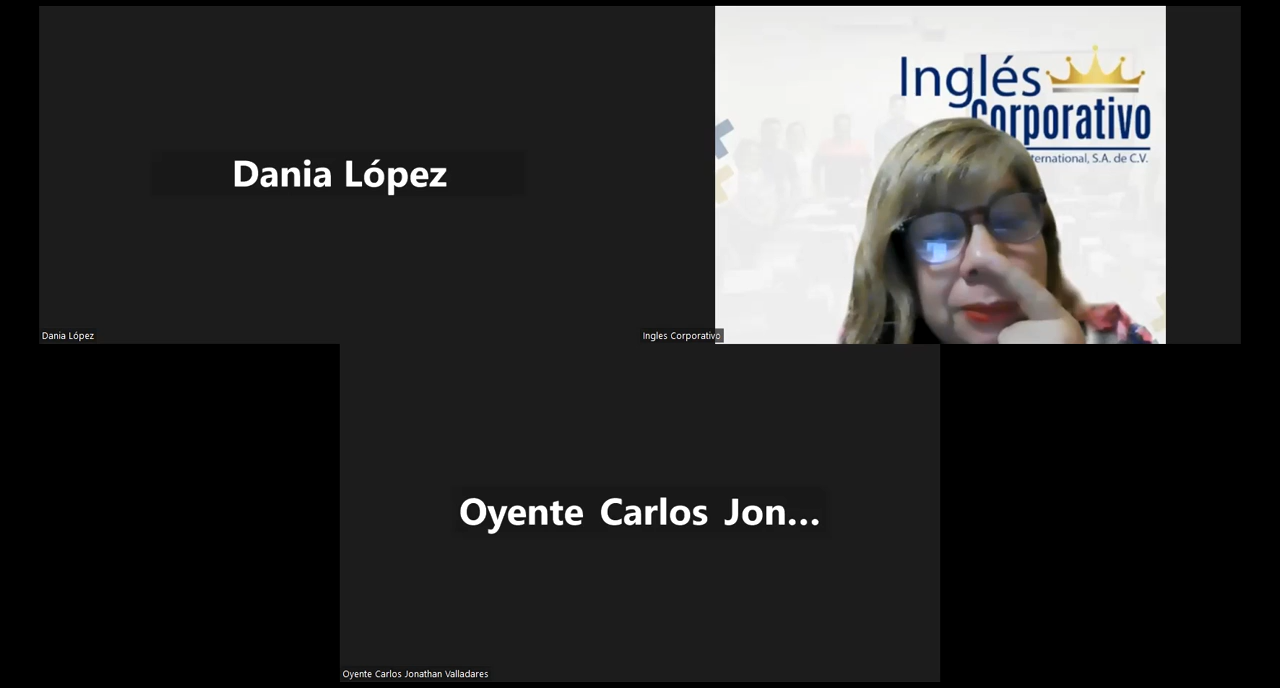 Dania López
Inglés
Corporativo
ternational, S.A. de C.V.
Dania López
Ingles Corporativo
Oyente Carlos Jon...
Oyente Carlos Jonathan Valladares